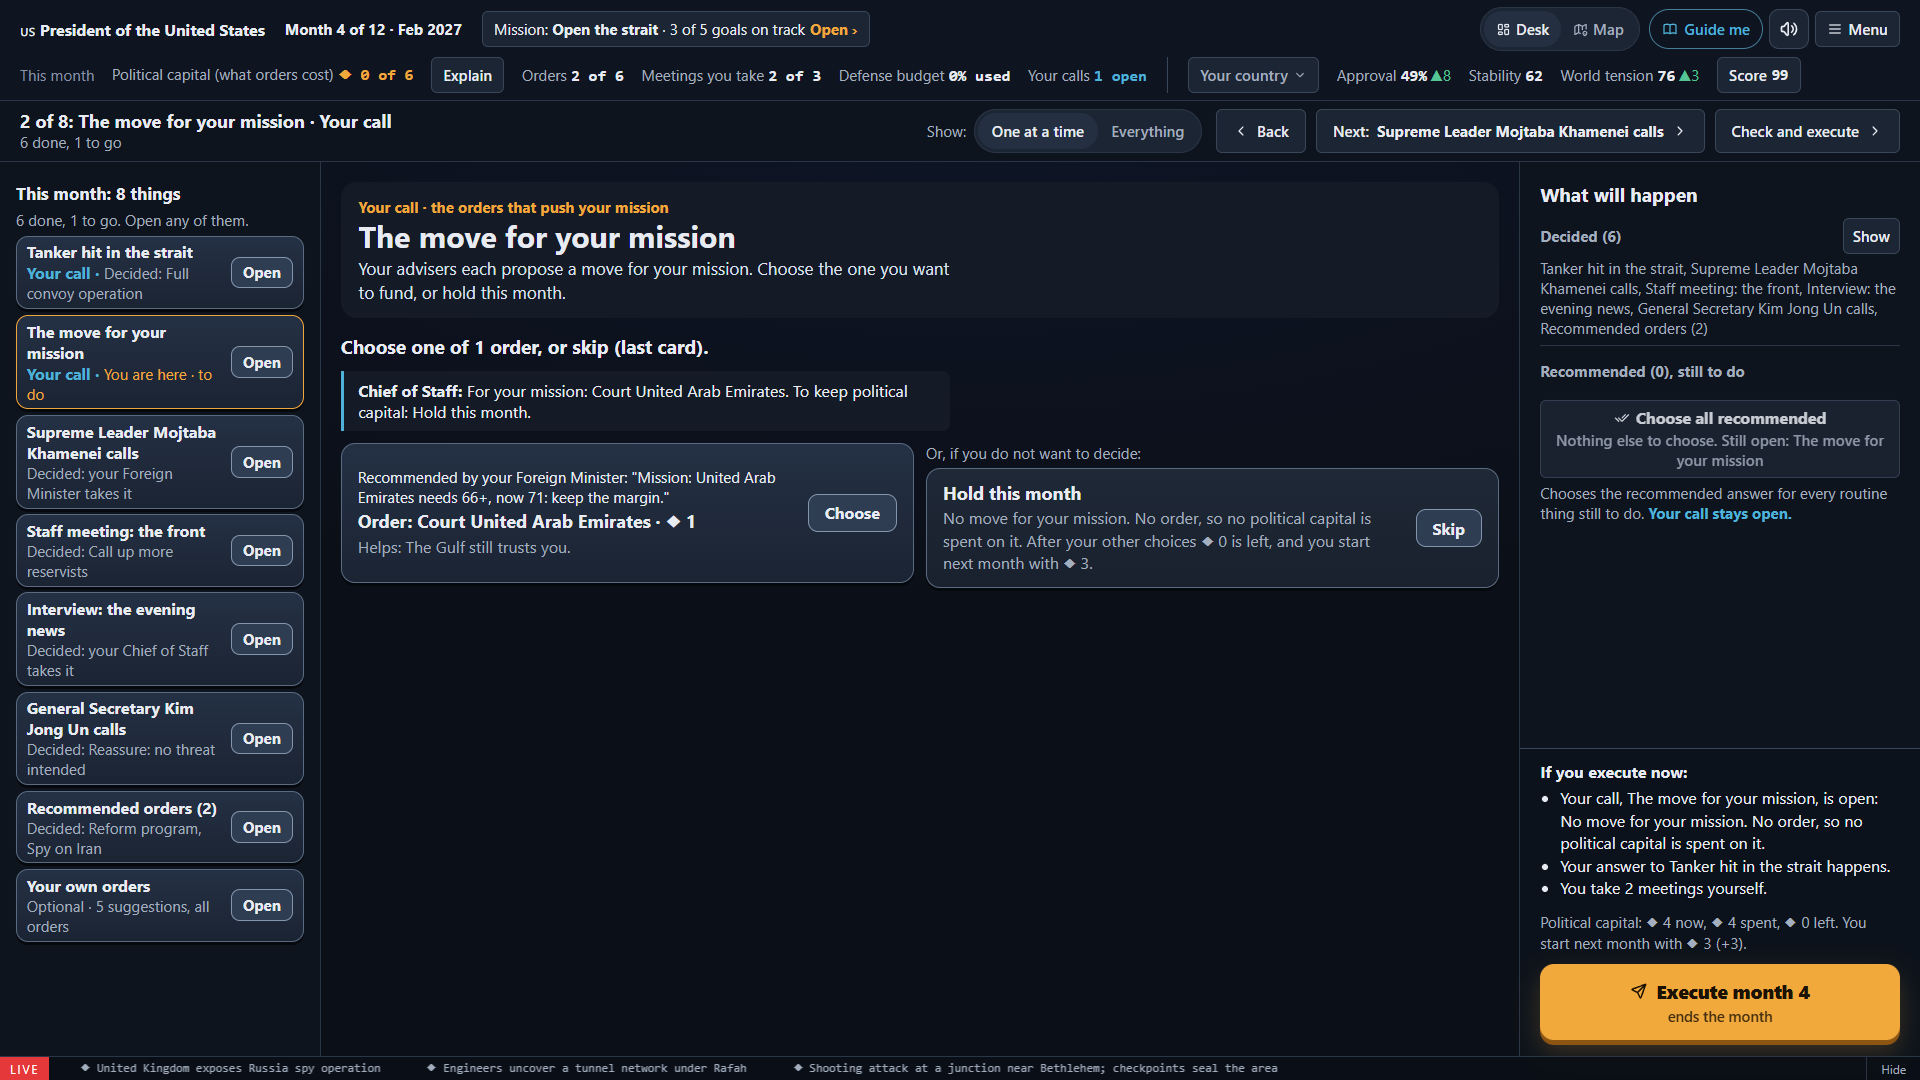 US President of the United States
Month 4 of 12 · Feb 2027
Mission: Open the strait · 3 of 5 goals on track Open ›
Desk
Map
Guide me
Menu
This month
Political capital (what orders cost) ◆ 0 of 6
Explain
Orders 2 of 6
Meetings you take 2 of 3
Defense budget 0% used
Your calls 1 open
Your country
Approval 49% ▲8
Stability 62
World tension 76 ▲3
Score 99
2 of 8: The move for your mission · Your call
6 done, 1 to go
Show:
One at a time
Everything
Back
Next: Supreme Leader Mojtaba Khamenei calls
Check and execute
This month: 8 things
6 done, 1 to go. Open any of them.
Tanker hit in the strait
Your call · Decided: Full
convoy operation
Open
The move for your
mission
Your call · You are here · to
do
Open
Supreme Leader Mojtaba
Khamenei calls
Decided: your Foreign
Minister takes it
Open
Staff meeting: the front
Decided: Call up more
reservists
Open
Interview: the evening
news
Decided: your Chief of Staff
takes it
Open
General Secretary Kim
Jong Un calls
Decided: Reassure: no threat
intended
Open
Recommended orders (2)
Decided: Reform program,
Spy on Iran
Open
Your own orders
Optional · 5 suggestions, all
orders
Open
Your call · the orders that push your mission
The move for your mission
Your advisers each propose a move for your mission. Choose the one you want
to fund, or hold this month.
Choose one of 1 order, or skip (last card).
Chief of Staff: For your mission: Court United Arab Emirates. To keep political
capital: Hold this month.
Recommended by your Foreign Minister: "Mission: United Arab
Emirates needs 66+, now 71: keep the margin."
Order: Court United Arab Emirates · ◆ 1
Helps: The Gulf still trusts you.
Choose
Or, if you do not want to decide:
Hold this month
No move for your mission. No order, so no political capital is
spent on it. After your other choices ◆ 0 is left, and you start
next month with ◆ 3.
Skip
What will happen
Decided (6)
Show
Tanker hit in the strait, Supreme Leader Mojtaba
Khamenei calls, Staff meeting: the front, Interview: the
evening news, General Secretary Kim Jong Un calls,
Recommended orders (2)
Recommended (0), still to do
Choose all recommended
Nothing else to choose. Still open: The move for
your mission
Chooses the recommended answer for every routine
thing still to do. Your call stays open.
If you execute now:
• Your call, The move for your mission, is open:
No move for your mission. No order, so no
political capital is spent on it.
• Your answer to Tanker hit in the strait happens.
• You take 2 meetings yourself.
Political capital: ◆ 4 now, ◆ 4 spent, ◆ 0 left. You
start next month with ◆ 3 (+3).
Execute month 4
ends the month
LIVE
◆ United Kingdom exposes Russia spy operation
◆ Engineers uncover a tunnel network under Rafah
◆ Shooting attack at a junction near Bethlehem; checkpoints seal the area
Hide